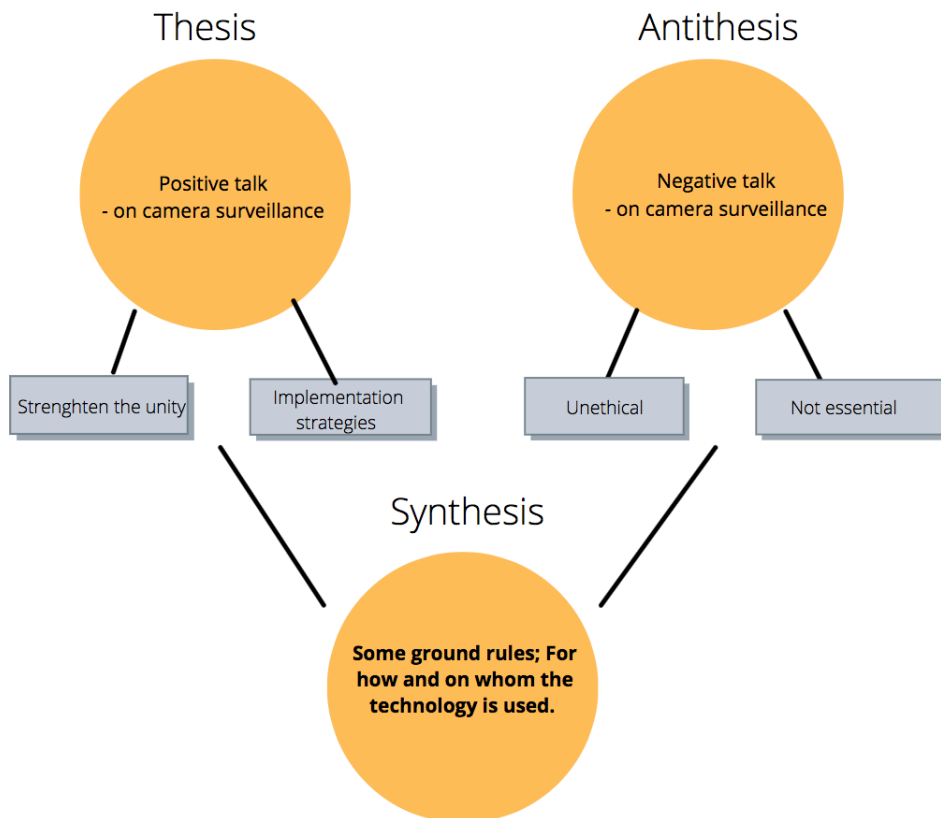 Thesis
Antithesis
Positive talk
- on camera surveillance
Negative talk
- on camera surveillance
Strenghten the unity
Implementation
strategies
Unethical
Not essential
Synthesis
Some ground rules; For
how and on whom the
technology is used.